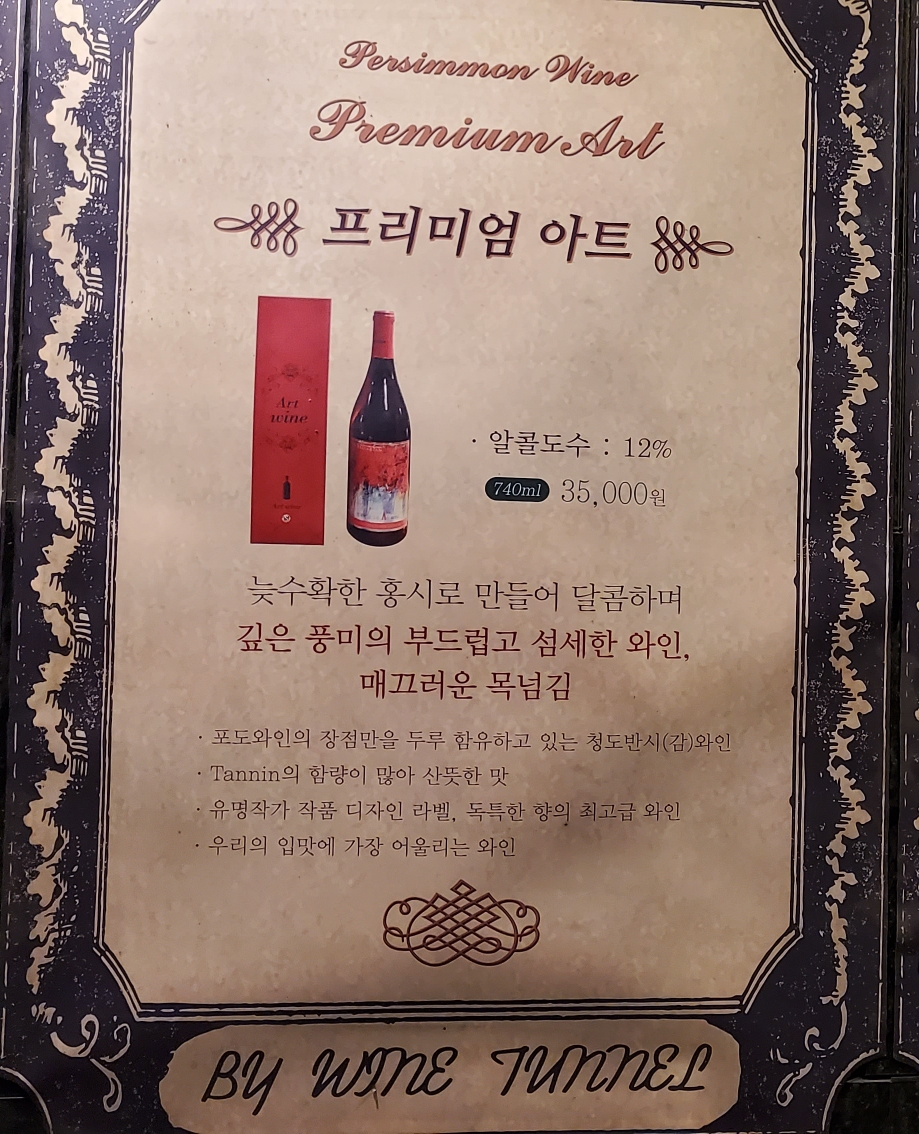 Persimmon Wine
Premium Art
프리미엄 아트
Art
wine
· 알콜도수 : 12%
740ml 35,000원
늦수확한 홍시로 만들어 달콤하며
깊은 풍미의 부드럽고 섬세한 와인,
매끄러운 목넘김
· 포도와인의 장점만을 두루 함유하고 있는 청도반시(감)와인
· Tannin의 함량이 많아 산뜻한 맛
· 유명작가 작품 디자인 라벨, 독특한 향의 최고급 와인
· 우리의 입맛에 가장 어울리는 와인
BY WINE TUNNEL